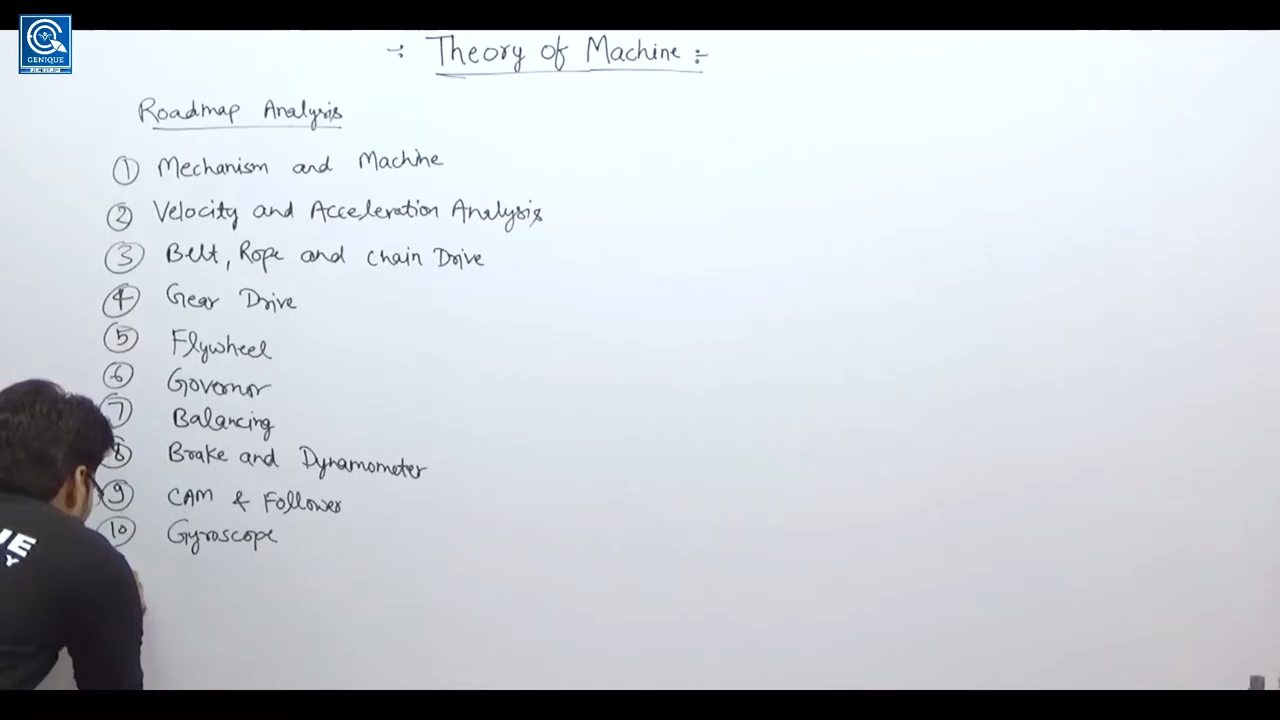 GENIQUE
-: Theory of Machine :-
Roadmap Analysis
① Mechanism and Machine
② Velocity and Acceleration Analysis
③ Belt, Rope and Chain Drive
④ Gear Drive
⑤ Flywheel
⑥ Governor
⑦ Balancing
⑧ Brake and Dynamometer
⑨ CAM & Follower
⑩ Gyroscope
UE
Y